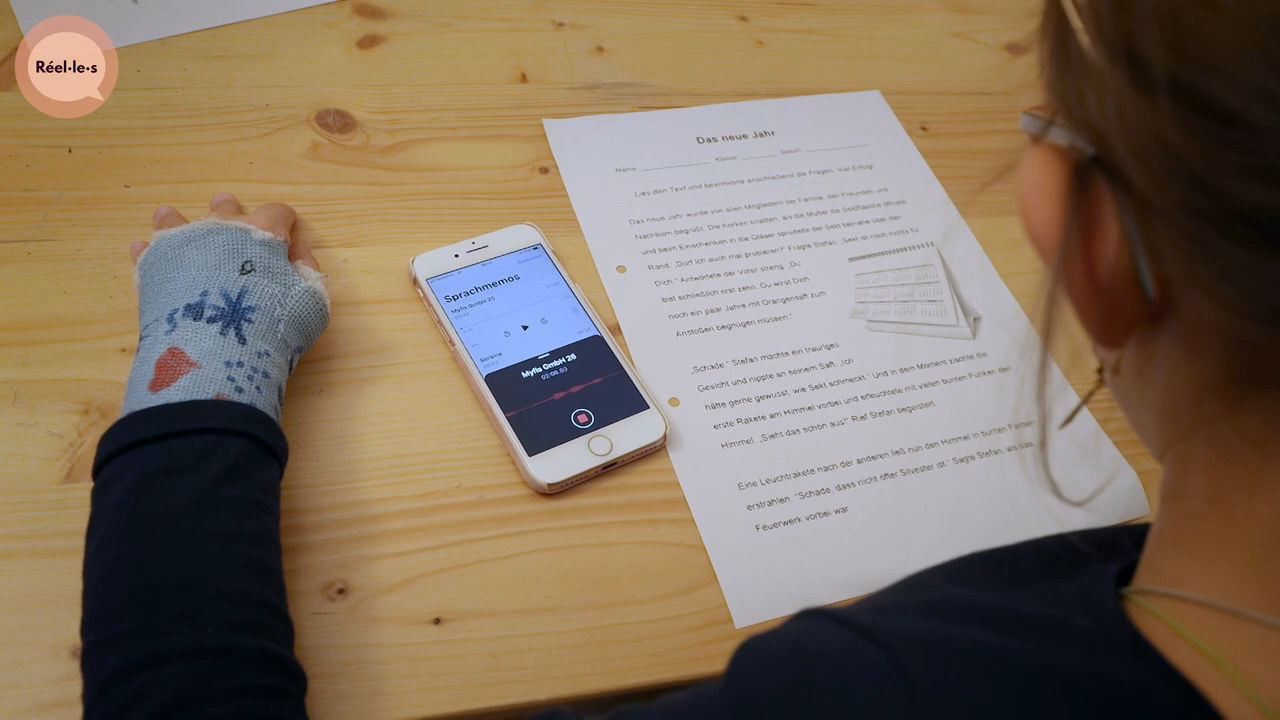 Réel·le·s
Sprachmemos
Myfis GmbH 26
Myfis GmbH 26
02:06.83
Das neue Jahr
Name Klasse Datum
Lies den Text und beantworte anschließend die Fragen. Viel Erfolg!
Das neue Jahr wurde von allen Mitgliedern der Familie, den Freunden und
Nachbarn begrüßt. Die Korken knallten, als die Mutter die Sektflasche öffnete
und beim Einschenken in die Gläser sprudelte der Sekt beinahe über den
Rand. „Darf ich auch mal probieren?“ Fragte Stefan. „Sekt ist noch nichts für
Dich.“ Antwortete der Vater streng. „Du
bist schließlich erst zehn. Du wirst Dich
noch ein paar Jahre mit Orangensaft zum
Anstoßen begnügen müssen.“
„Schade.“ Stefan machte ein trauriges
Gesicht und nippte an seinem Saft. „Ich
hätte gerne gewusst, wie Sekt schmeckt.“ Und in dem Moment zischte die
erste Rakete am Himmel vorbei und erleuchtete mit vielen bunten Funken den
Himmel. „Sieht das schön aus!“ Rief Stefan begeistert.
Eine Leuchtrakete nach der anderen ließ nun den Himmel in bunten Farben
erstrahlen. “Schade, dass nicht öfter Silvester ist.“ Sagte Stefan, als das
Feuerwerk vorbei war.